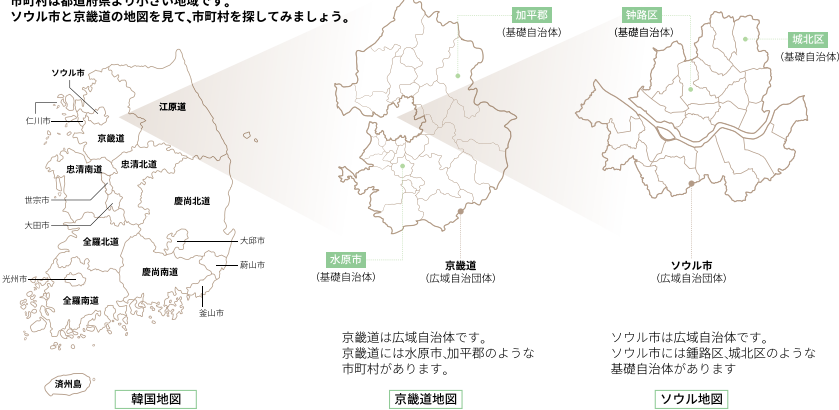 市町村は都道府県より小さい地域です。
ソウル市と京畿道の地図を見て、市町村を探してみましょう。
ソウル市
仁川市
江原道
京畿道
忠清南道
忠清北道
世宗市
大田市
慶尚北道
全羅北道
大邱市
光州市
慶尚南道
蔚山市
全羅南道
釜山市
済州島
韓国地図
加平郡
(基礎自治体)
水原市
(基礎自治体)
京畿道
(広域自治団体)
京畿道は広域自治体です。
京畿道には水原市、加平郡のような
市町村があります。
京畿道地図
钟路区
(基礎自治体)
城北区
(基礎自治体)
ソウル市
(広域自治団体)
ソウル市は広域自治体です。
ソウル市には鍾路区、城北区のような
基礎自治体があります
ソウル地図